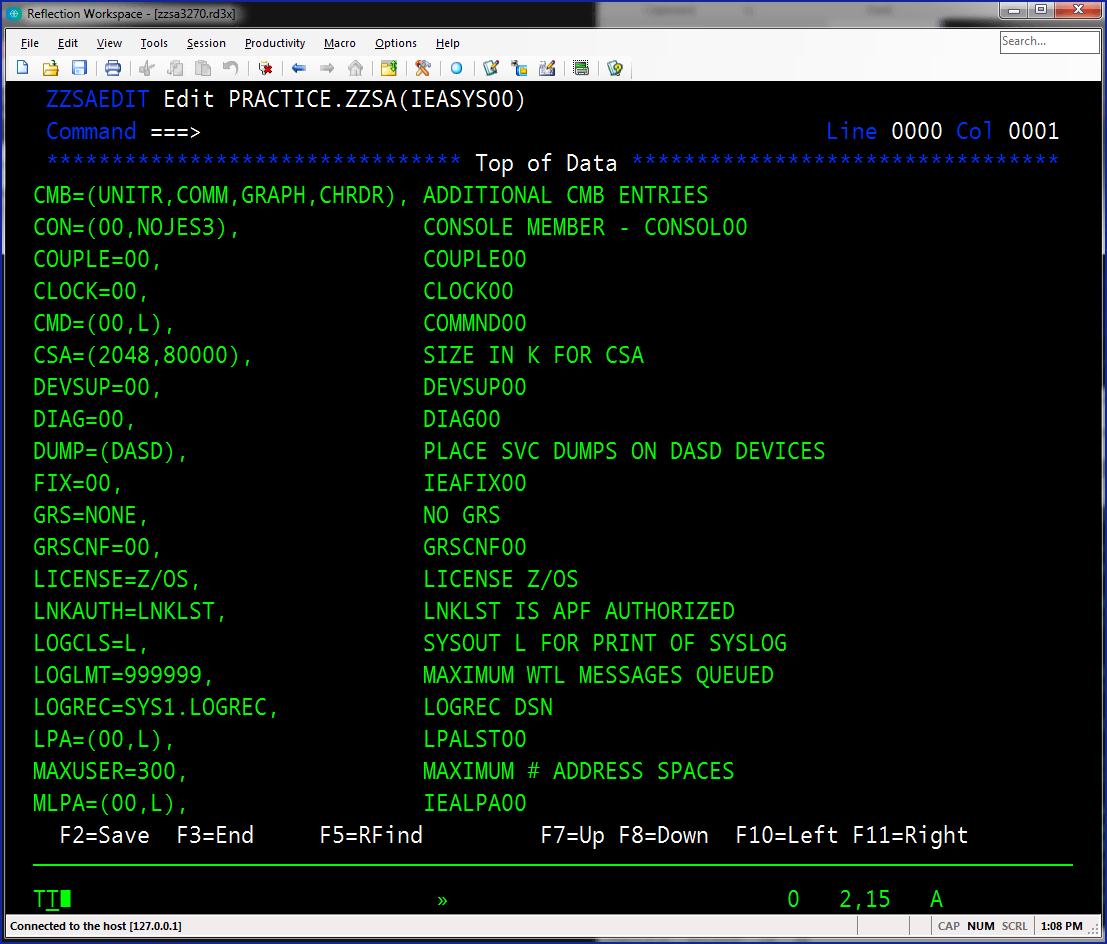 Reflection Workspace - [zzsa3270.rd3x]
File Edit View Tools Session Productivity Macro Options Help
Search...
ZZSAEDIT Edit PRACTICE.ZZSA(IEASYS00)
Command ===> Line 0000 Col 0001
******************************** Top of Data *********************************
CMB=(UNITR,COMM,GRAPH,CHRDR), ADDITIONAL CMB ENTRIES
CON=(00,NOJES3), CONSOLE MEMBER - CONSOL00
COUPLE=00, COUPLE00
CLOCK=00, CLOCK00
CMD=(00,L), COMMND00
CSA=(2048,80000), SIZE IN K FOR CSA
DEVSUP=00, DEVSUP00
DIAG=00, DIAG00
DUMP=(DASD), PLACE SVC DUMPS ON DASD DEVICES
FIX=00, IEAFIX00
GRS=NONE, NO GRS
GRSCNF=00, GRSCNF00
LICENSE=Z/OS, LICENSE Z/OS
LNKAUTH=LNKLST, LNKLST IS APF AUTHORIZED
LOGCLS=L, SYSOUT L FOR PRINT OF SYSLOG
LOGLMT=999999, MAXIMUM WTL MESSAGES QUEUED
LOGREC=SYS1.LOGREC, LOGREC DSN
LPA=(00,L), LPALST00
MAXUSER=300, MAXIMUM # ADDRESS SPACES
MLPA=(00,L), IEALPA00
F2=Save F3=End F5=RFind F7=Up F8=Down F10=Left F11=Right
TT » 0 2,15 A
Connected to the host [127.0.0.1] CAP NUM SCRL 1:08 PM